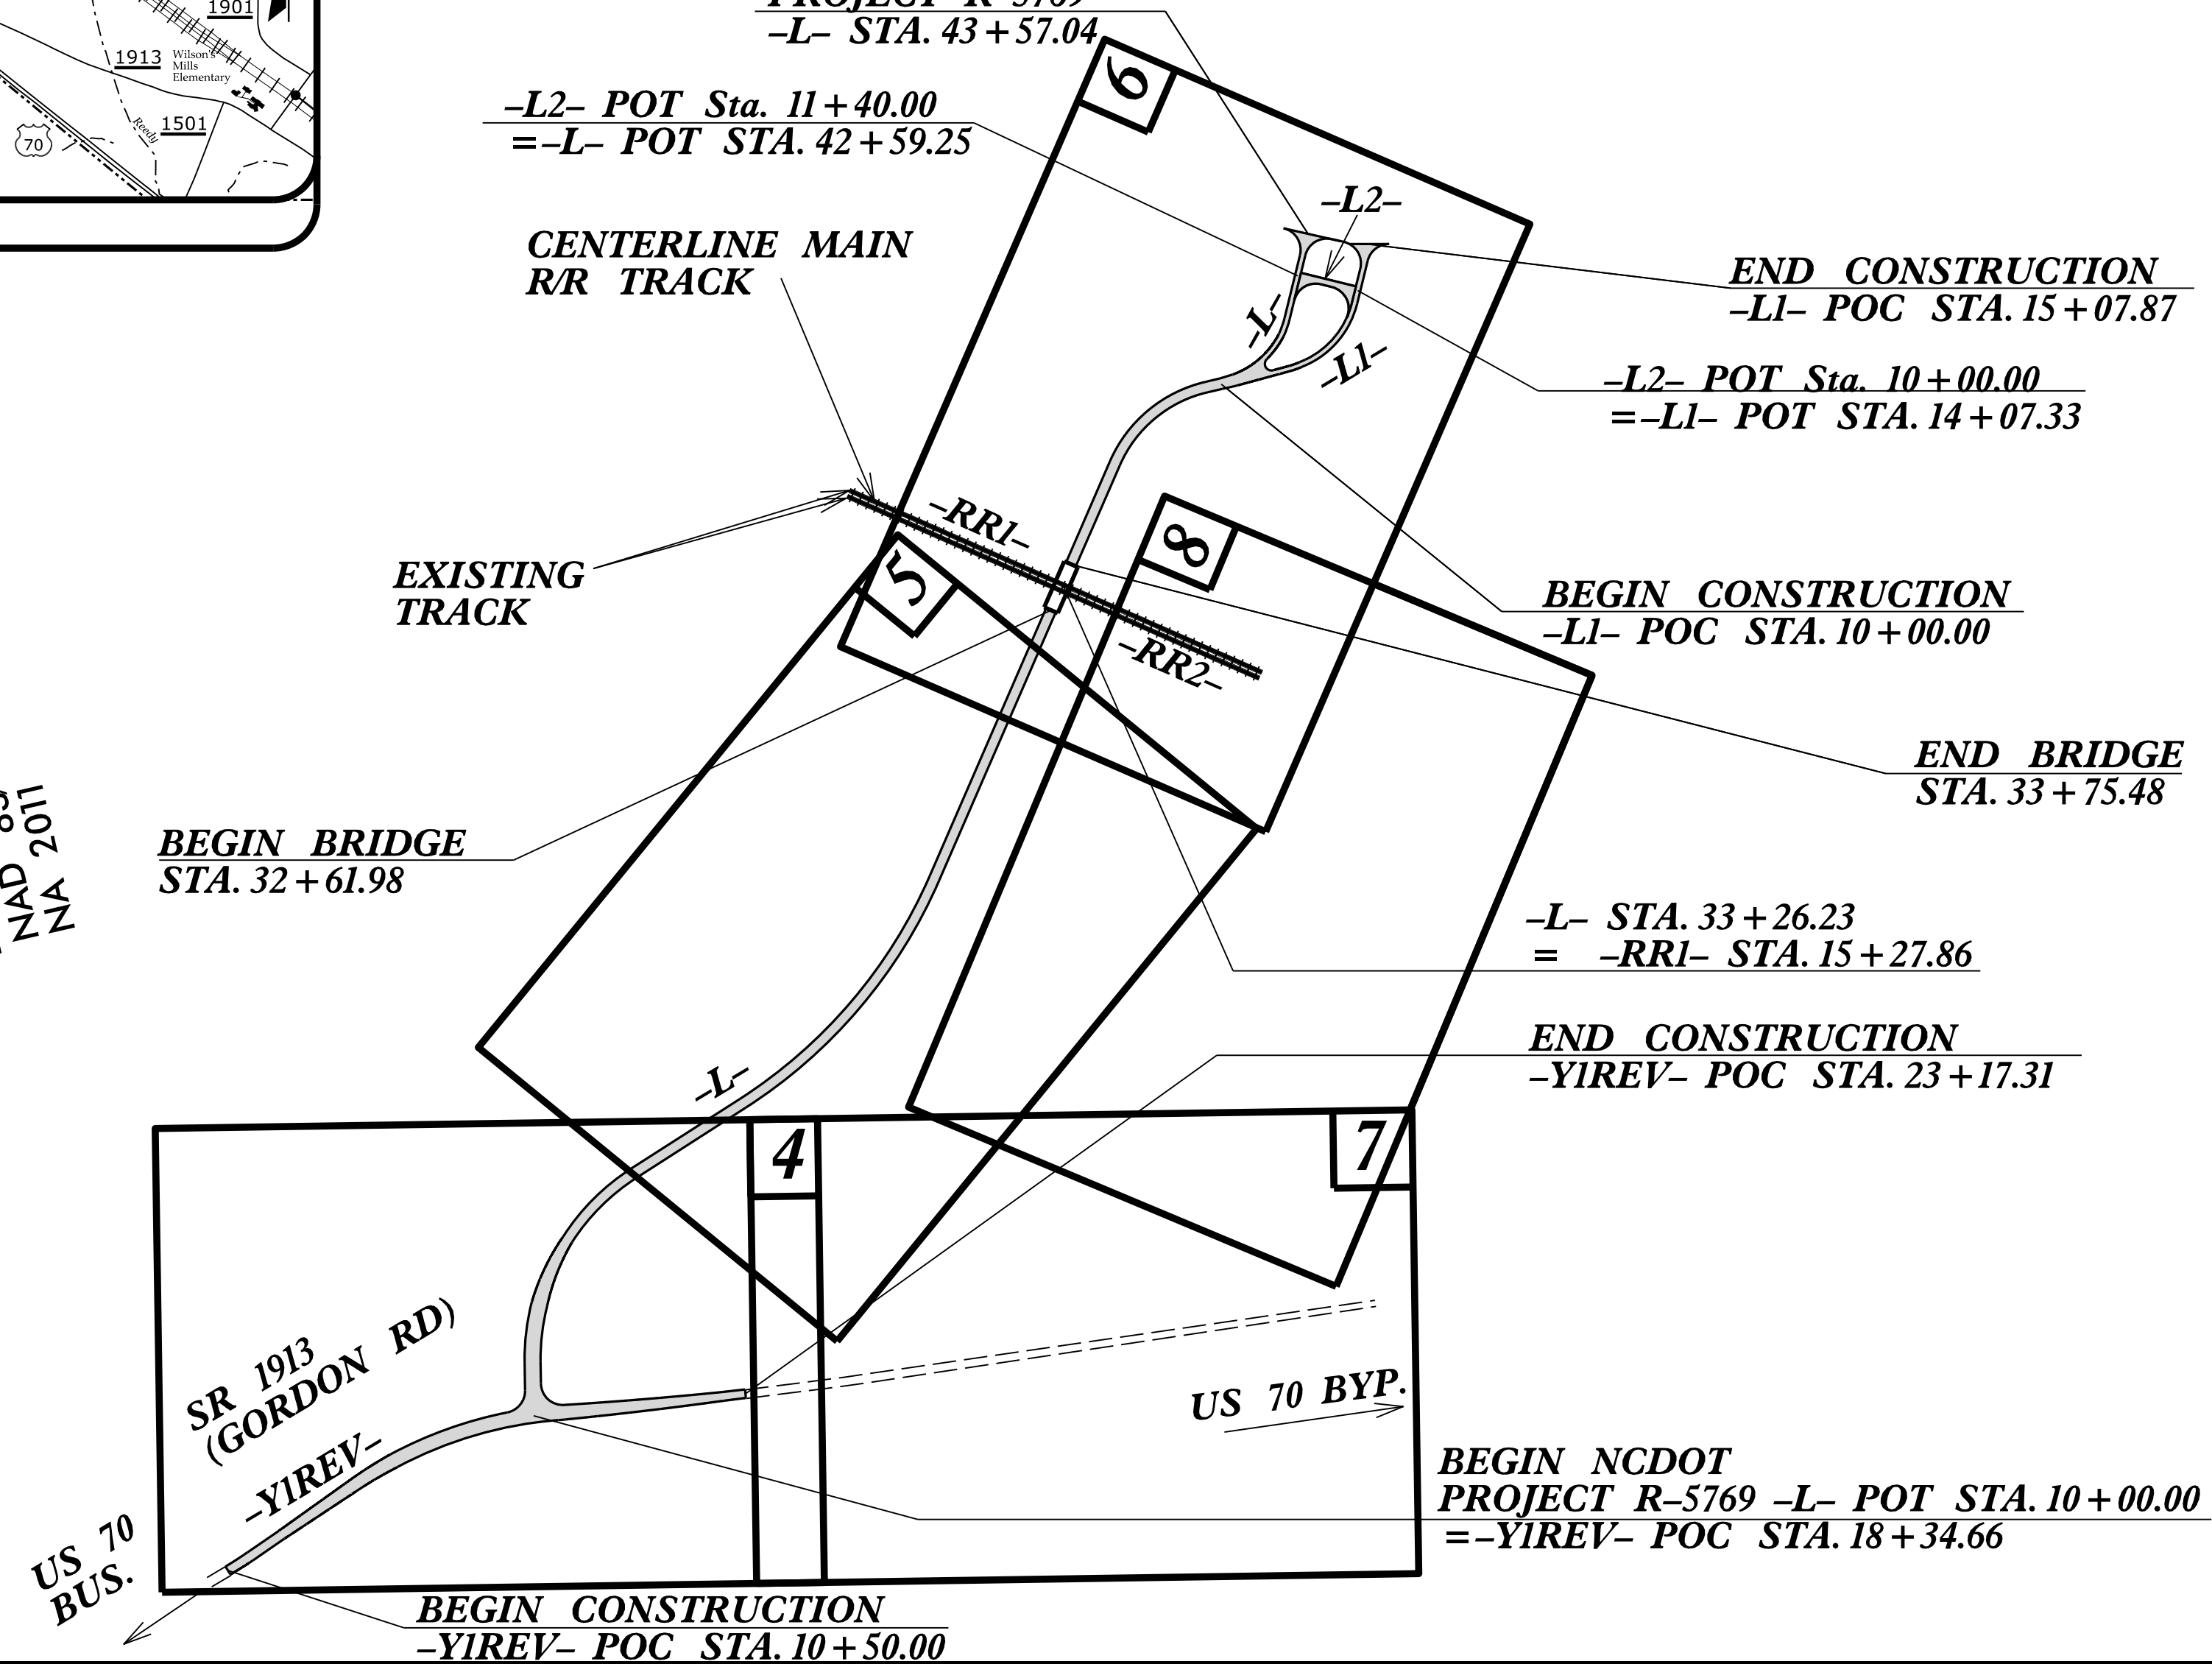 1901
1913
Wilson's
Mills
Elementary
70
Reedy
1501
–L– STA. 43+57.04
6
–L2– POT Sta. 11+40.00
=–L– POT STA. 42+59.25
–L2–
CENTERLINE MAIN
R/R TRACK
END CONSTRUCTION
–L1– POC STA. 15+07.87
–L–
–L1–
–L2– POT Sta. 10+00.00
=–L1– POT STA. 14+07.33
–RR1–
8
EXISTING
TRACK
5
BEGIN CONSTRUCTION
–L1– POC STA. 10+00.00
–RR2–
END BRIDGE
STA. 33+75.48
NAD
NA 2011
BEGIN BRIDGE
STA. 32+61.98
–L– STA. 33+26.23
= –RR1– STA. 15+27.86
END CONSTRUCTION
–Y1REV– POC STA. 23+17.31
–L–
4
7
SR 1913
(GORDON RD)
–Y1REV–
US 70 BYP.
BEGIN NCDOT
PROJECT R–5769 –L– POT STA. 10+00.00
=–Y1REV– POC STA. 18+34.66
US 70
BUS.
BEGIN CONSTRUCTION
–Y1REV– POC STA. 10+50.00